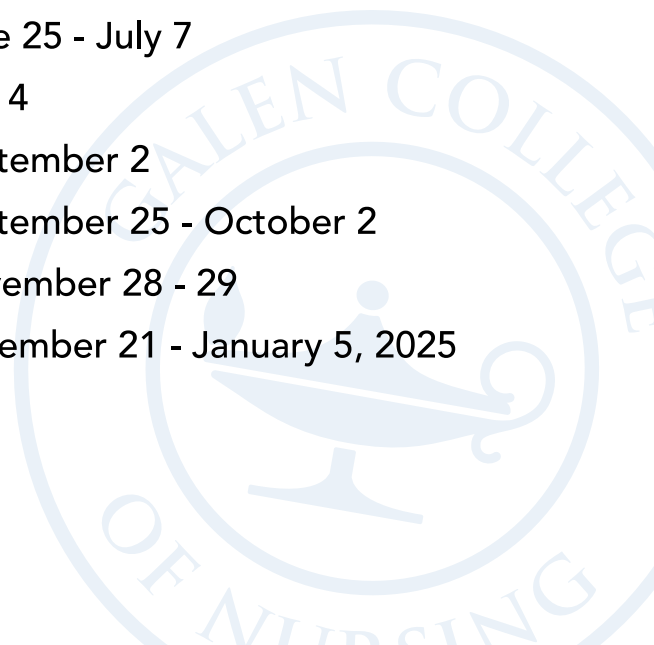 e 25 - July 7
4
tember 2
tember 25 - October 2
vember 28 - 29
ember 21 - January 5, 2025
GALEN COLLEGE
OF NURSING